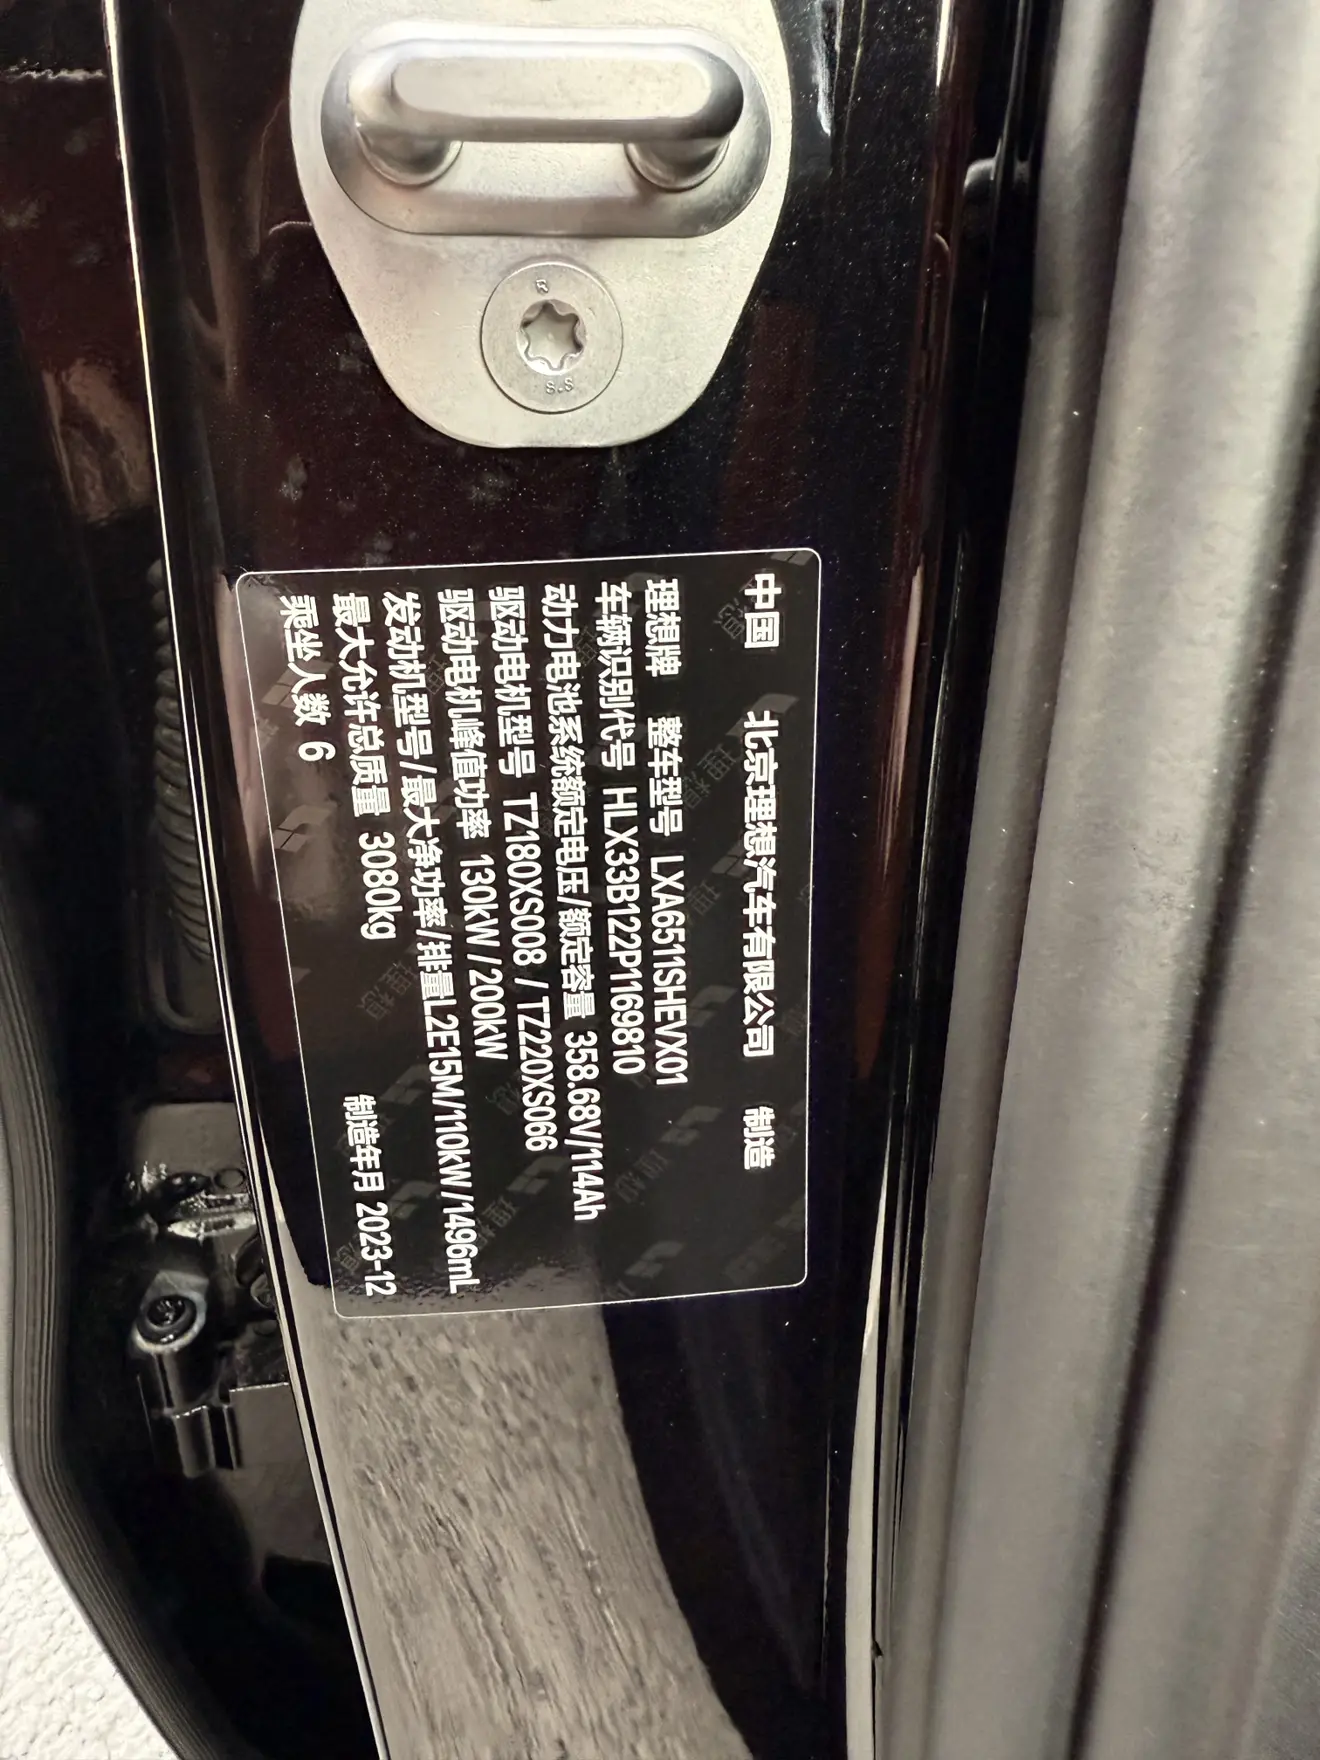 R
S.S
中国 北京理想汽车有限公司 制造
理想牌 整车型号 LXA6511SHEVX01
车辆识别代号 HLX33B122P1169810
动力电池系统额定电压/额定容量 358.68V/114Ah
驱动电机型号 TZ180XS008 / TZ220XS066
驱动电机峰值功率 130kW / 200kW
发动机型号/最大净功率/排量L2E15M/110kW/1496mL
最大允许总质量 3080kg 制造年月 2023-12
乘坐人数 6